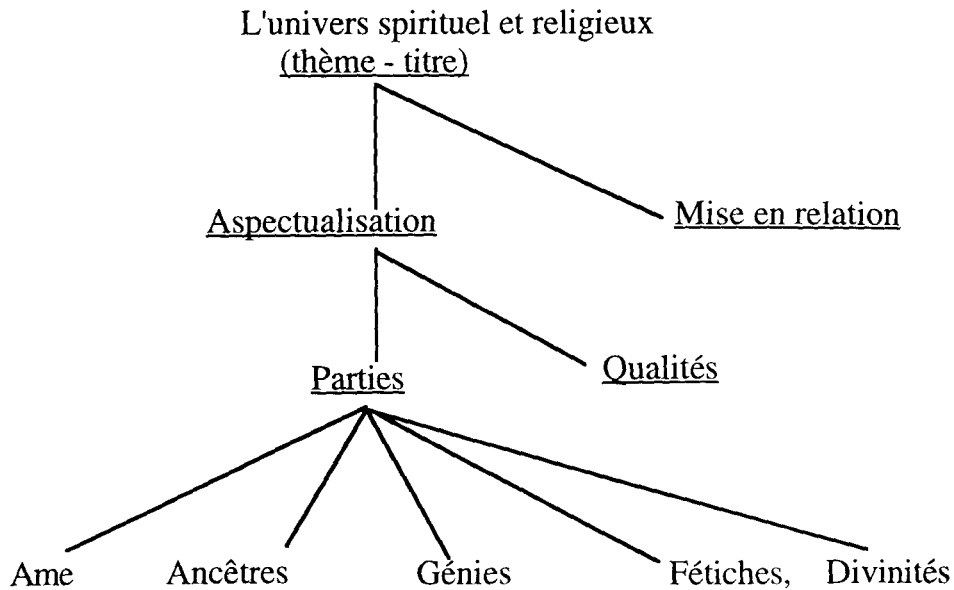 L'univers spirituel et religieux
(thème - titre)
Aspectualisation
Mise en relation
Parties
Qualités
Ame Ancêtres Génies Fétiches, Divinités